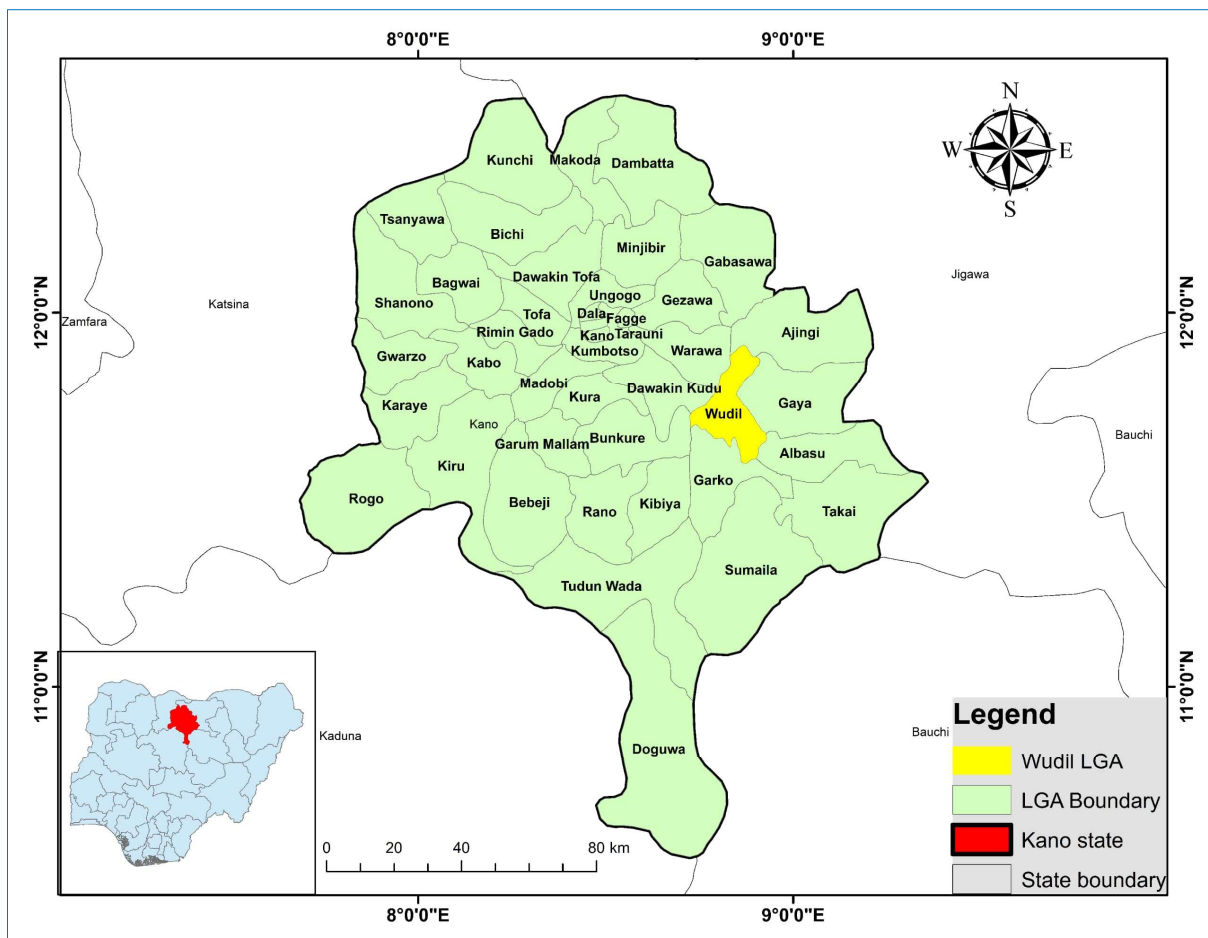 8°0'0"E
9°0'0"E
N
W
E
S
Kunchi
Makoda
Dambatta
Tsanyawa
Bichi
Minjibir
Gabasawa
Jigawa
Dawakin Tofa
Bagwai
Ungogo
Gezawa
Katsina
Shanono
Zamfara
Tofa
Dala
Fagge
12°0'0"N
12°0'0"N
Rimin Gado
Kano
Tarauni
Ajingi
Gwarzo
Kabo
Kumbotso
Warawa
Madobi
Kura
Dawakin Kudu
Karaye
Wudil
Gaya
Kano
Garum Mallam
Bunkure
Bauchi
Albasu
Kiru
Garko
Rogo
Bebeji
Rano
Kibiya
Takai
Sumaila
Tudun Wada
11°0'0"N
11°0'0"N
Kaduna
Doguwa
Bauchi
Legend
Wudil LGA
LGA Boundary
Kano state
State boundary
0 20 40 80 km
8°0'0"E
9°0'0"E